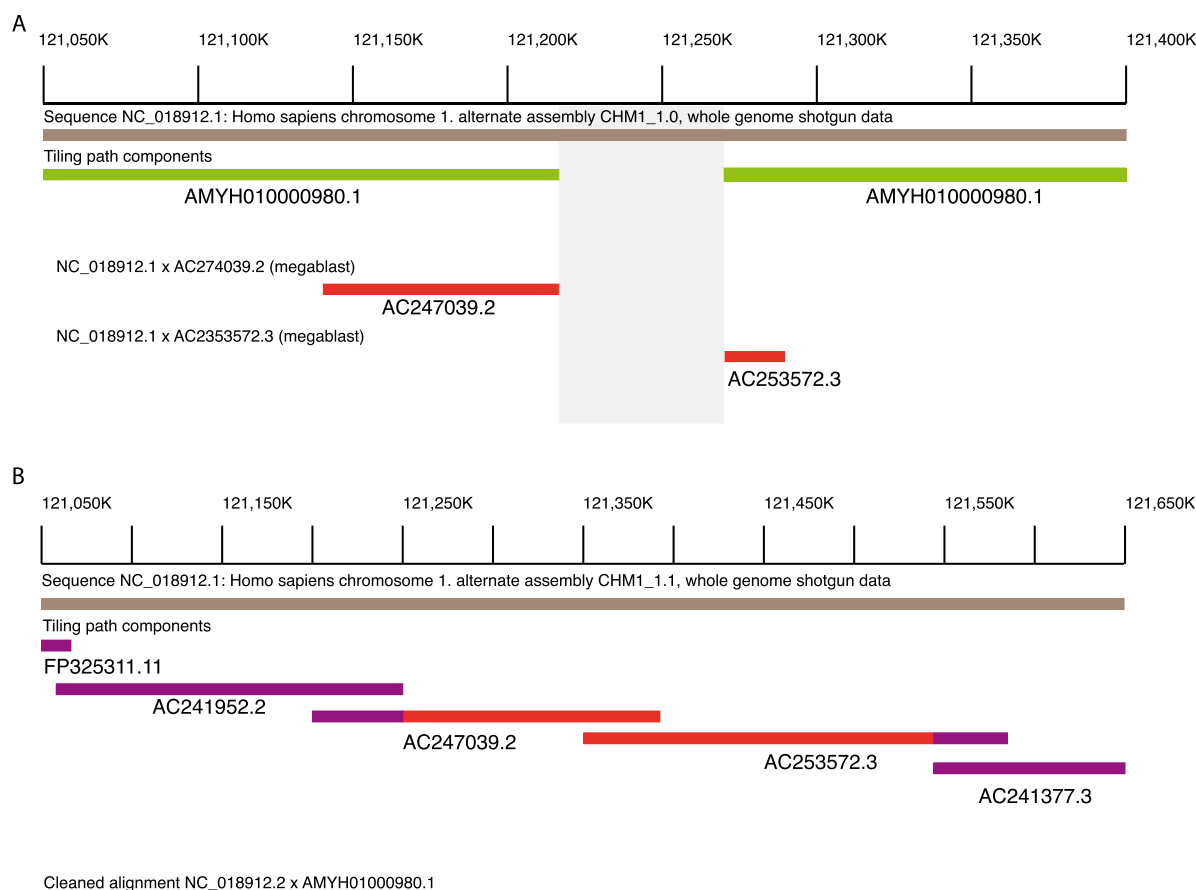 A
121,050K 121,100K 121,150K 121,200K 121,250K 121,300K 121,350K 121,400K
Sequence NC_018912.1: Homo sapiens chromosome 1. alternate assembly CHM1_1.0, whole genome shotgun data
Tiling path components
AMYH010000980.1 AMYH010000980.1
NC_018912.1 x AC274039.2 (megablast)
AC247039.2
NC_018912.1 x AC2353572.3 (megablast)
AC253572.3
B
121,050K 121,150K 121,250K 121,350K 121,450K 121,550K 121,650K
Sequence NC_018912.1: Homo sapiens chromosome 1. alternate assembly CHM1_1.1, whole genome shotgun data
Tiling path components
FP325311.11
AC241952.2
AC247039.2
AC253572.3
AC241377.3
Cleaned alignment NC_018912.2 x AMYH01000980.1